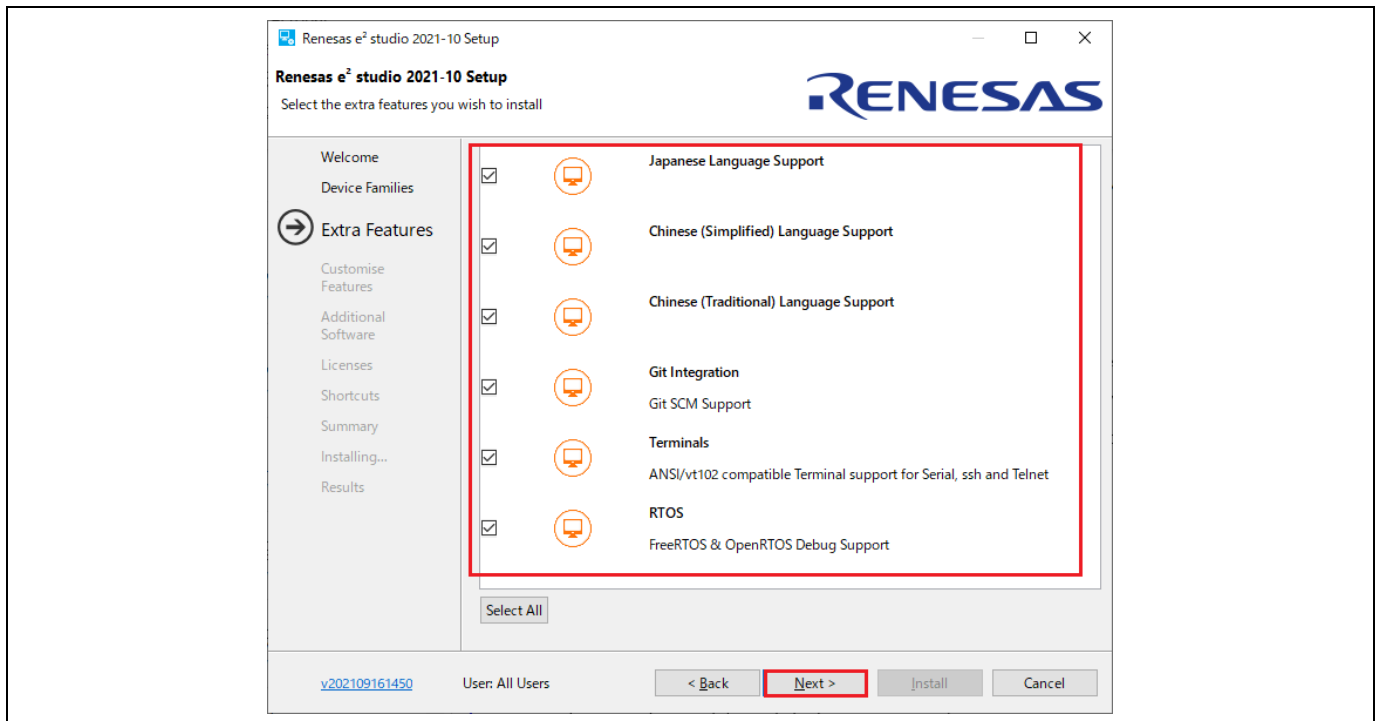 Renesas e² studio 2021-10 Setup
Renesas e² studio 2021-10 Setup
Select the extra features you wish to install
RENESAS
Welcome
Device Families
Extra Features
Customise
Features
Additional
Software
Licenses
Shortcuts
Summary
Installing...
Results
Japanese Language Support
Chinese (Simplified) Language Support
Chinese (Traditional) Language Support
Git Integration
Git SCM Support
Terminals
ANSI/vt102 compatible Terminal support for Serial, ssh and Telnet
RTOS
FreeRTOS & OpenRTOS Debug Support
Select All
v202109161450
User: All Users
< Back
Next >
Install
Cancel